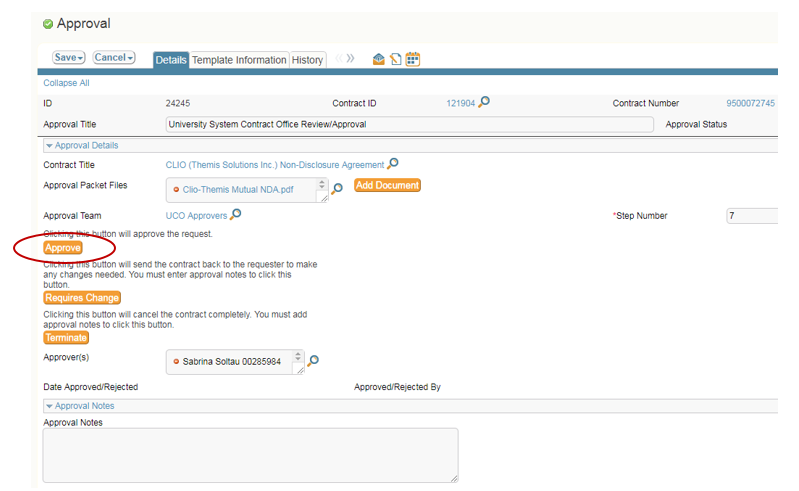 Approval
Save Cancel Details Template Information History
Collapse All
ID 24245 Contract ID 121904 Contract Number 9500072745
Approval Title University System Contract Office Review/Approval Approval Status
Approval Details
Contract Title CLIO (Themis Solutions Inc.) Non-Disclosure Agreement
Approval Packet Files Clio-Themis Mutual NDA.pdf Add Document
Approval Team UCO Approvers *Step Number 7
Clicking this button will approve the request.
Approve
Clicking this button will send the contract back to the requester to make
any changes needed. You must enter approval notes to click this
button.
Requires Change
Clicking this button will cancel the contract completely. You must add
approval notes to click this button.
Terminate
Approver(s) Sabrina Soltau 00285984
Date Approved/Rejected Approved/Rejected By
Approval Notes
Approval Notes